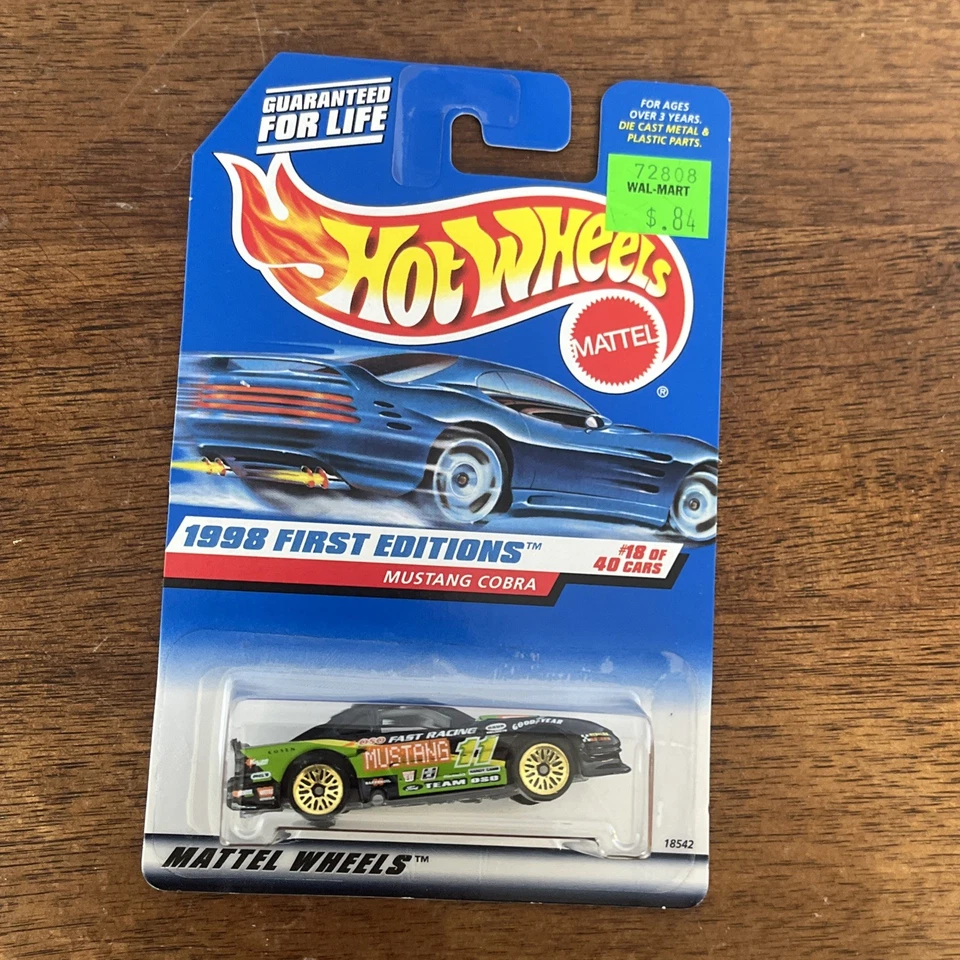 GUARANTEED
FOR LIFE
FOR AGES
OVER 3 YEARS.
DIE CAST METAL &
PLASTIC PARTS.
72808
WAL-MART
$.84
HOT WHEELS
MATTEL
®
1998 FIRST EDITIONS™
#18 OF
40 CARS
MUSTANG COBRA
FAST RACING
GOODYEAR
MUSTANG 11
Ford TEAM OSO
18542
MATTEL WHEELS™